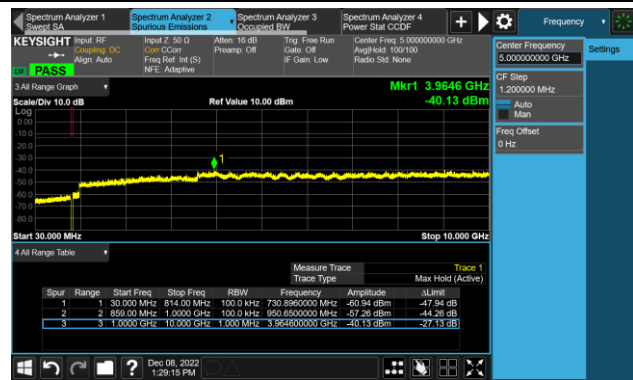 Spectrum Analyzer 1
Swept SA
Spectrum Analyzer 2
Spurious Emissions
Spectrum Analyzer 3
Occupied BW
Spectrum Analyzer 4
Power Stat CCDF
Frequency
KEYSIGHT
Input: RF
Coupling: DC
Align: Auto
Input Z: 50 Ω
Corr CCorr
Freq Ref: Int (S)
NFE: Adaptive
Atten: 16 dB
Preamp: Off
Trig: Free Run
Gate: Off
IF Gain: Low
Center Freq: 5.000000000 GHz
Avg|Hold: 100/100
Radio Std: None
PASS
Center Frequency
5.000000000 GHz
Settings
CF Step
1.200000 MHz
Auto
Man
Freq Offset
0 Hz
3 All Range Graph
Mkr1 3.9646 GHz
Scale/Div 10.0 dB
Ref Value 10.00 dBm
-40.13 dBm
Log
0.00
-10.0
-20.0
-30.0
-40.0
-50.0
-60.0
-70.0
-80.0
1
Start 30.000 MHz
Stop 10.000 GHz
4 All Range Table
Measure Trace Trace 1
Trace Type Max Hold (Active)
Spur Range Start Freq Stop Freq RBW Frequency Amplitude ΔLimit
1 1 30.000 MHz 814.00 MHz 100.0 kHz 730.8960000 MHz -60.94 dBm -47.94 dB
2 2 859.00 MHz 1.0000 GHz 100.0 kHz 950.6500000 MHz -57.26 dBm -44.26 dB
3 3 1.0000 GHz 10.000 GHz 1.000 MHz 3.964600000 GHz -40.13 dBm -27.13 dB
Dec 08, 2022
1:29:15 PM